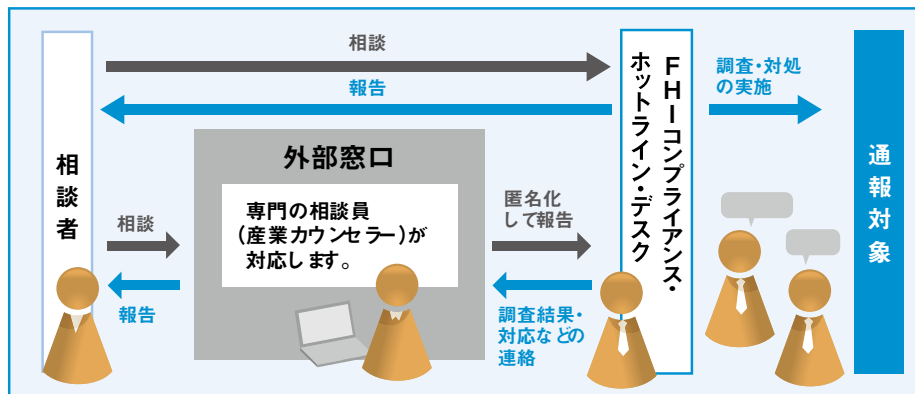 相談
報告
相談者
外部窓口
専門の相談員
(産業カウンセラー)が
対応します。
相談
報告
匿名化
して報告
調査結果・
対応などの
連絡
FHIコンプライアンス・
ホットライン・デスク
調査・対処
の実施
通報対象